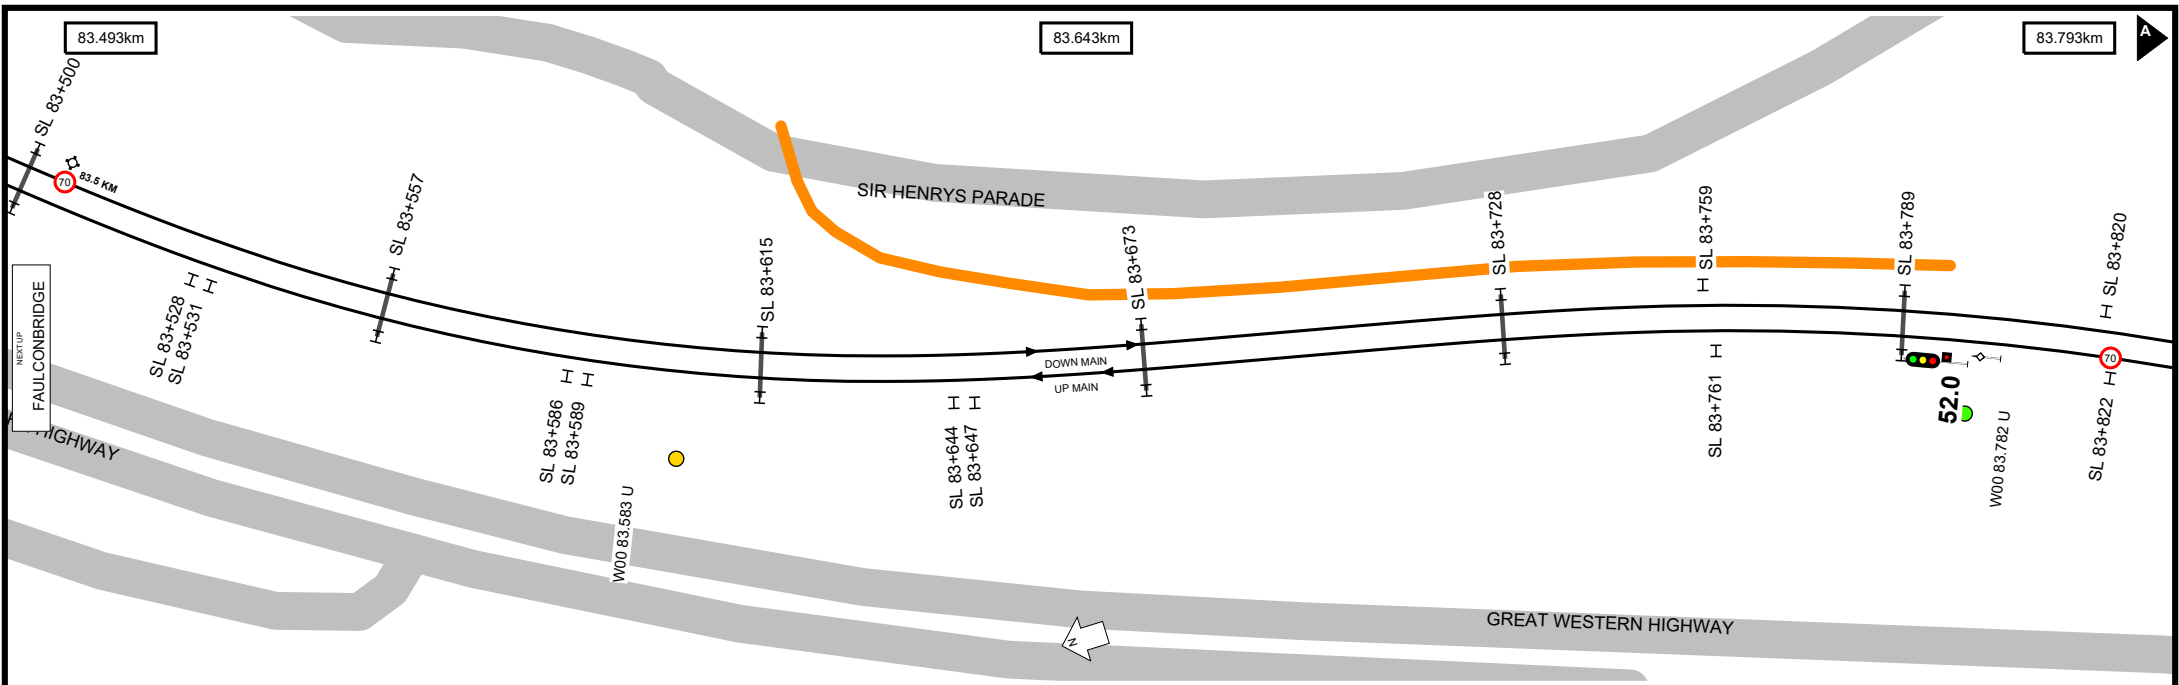 83.493km
83.643km
83.793km
A
SL 83+500
70
83.5 KM
SL 83+557
SL 83+615
SIR HENRYS PARADE
SL 83+673
SL 83+728
SL 83+759
SL 83+789
SL 83+820
NEXT UP
FAULCONBRIDGE
SL 83+528
SL 83+531
DOWN MAIN
UP MAIN
70
52.0
SL 83+586
SL 83+589
SL 83+644
SL 83+647
SL 83+761
SL 83+822
W00 83.782 U
W00 83.583 U
HIGHWAY
GREAT WESTERN HIGHWAY
N